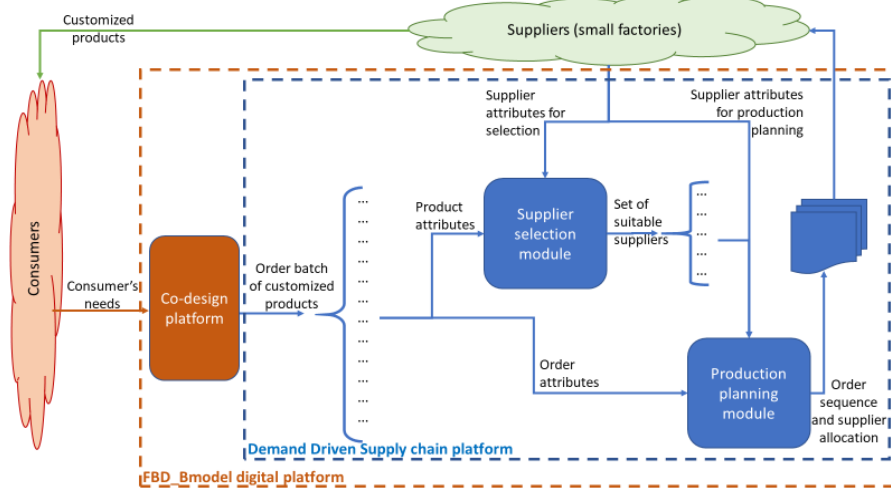 Customized
products
Suppliers (small factories)
Supplier
attributes for
selection
Supplier attributes
for production
planning
Consumers
Consumer's
needs
Co-design
platform
Order batch
of customized
products
...
...
...
...
...
...
...
...
...
...
...
...
Product
attributes
Supplier
selection
module
Set of
suitable
suppliers
...
...
...
...
...
Order
attributes
Production
planning
module
Order
sequence
and supplier
allocation
Demand Driven Supply chain platform
FBD_Bmodel digital platform